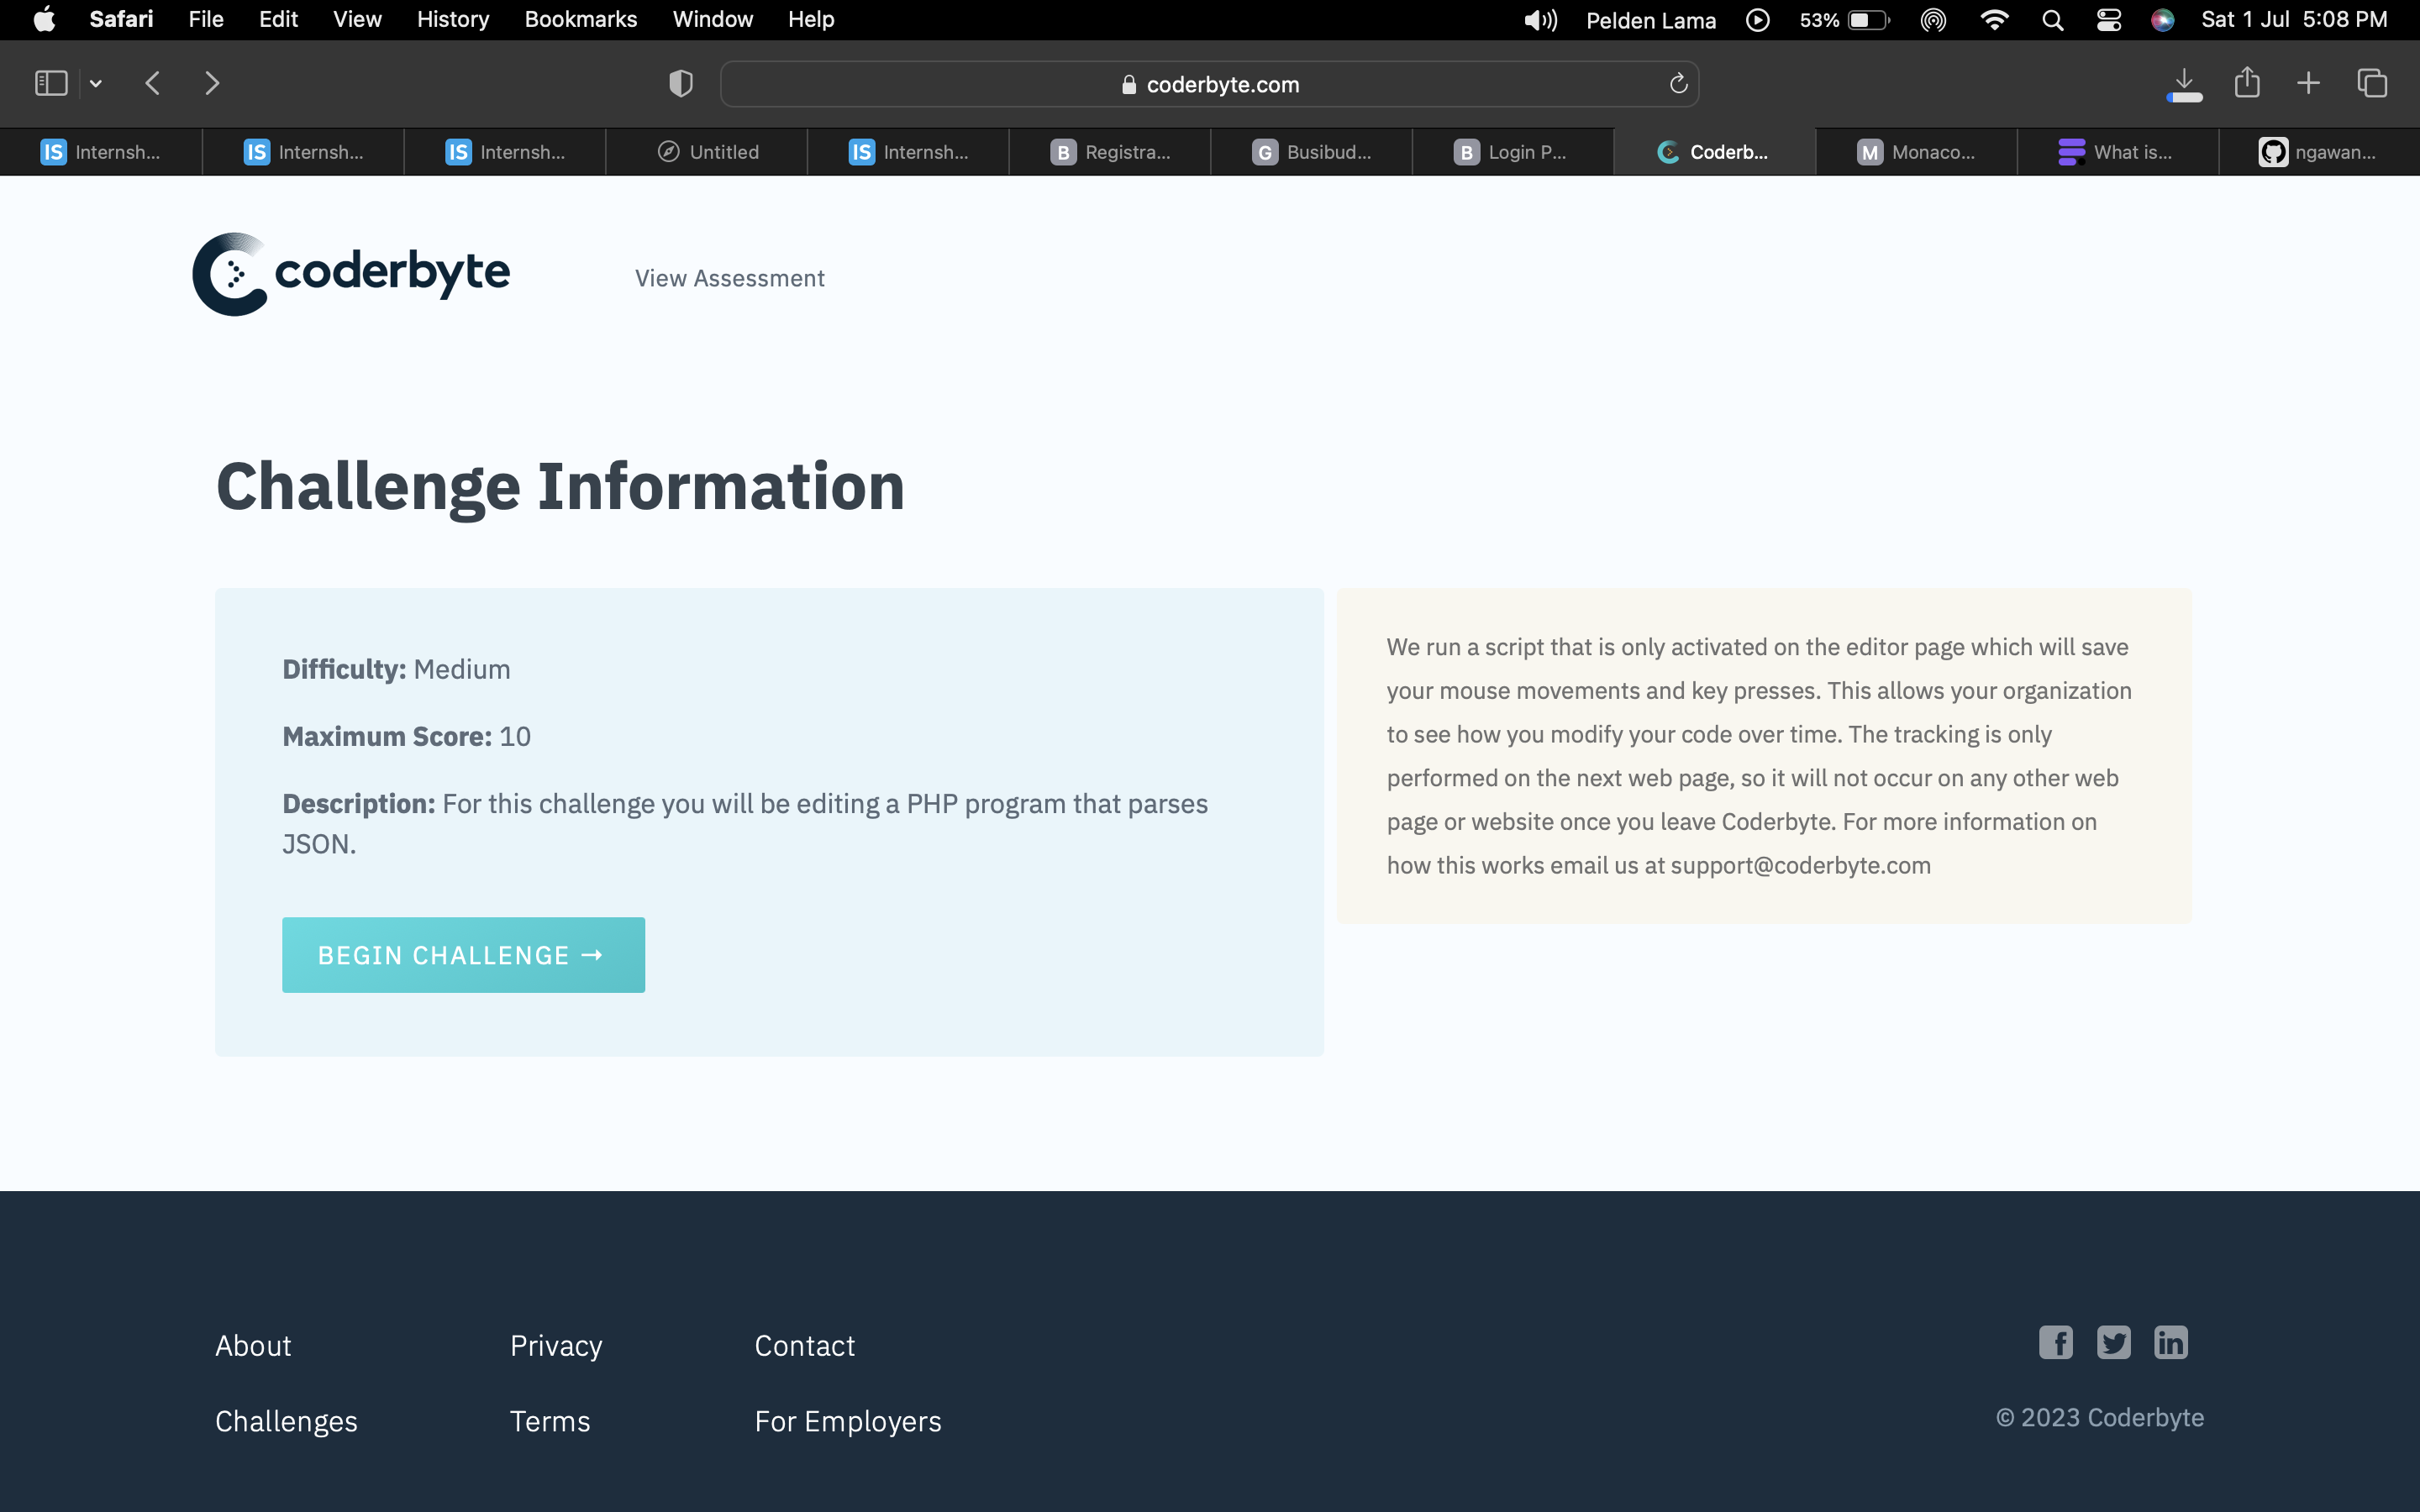 Safari File Edit View History Bookmarks Window Help Pelden Lama 53% Sat 1 Jul 5:08 PM
coderbyte.com
IS Internsh... IS Internsh... IS Internsh... Untitled IS Internsh... B Registra... G Busibud... B Login P... Coderb... M Monaco... What is... ngawan...
coderbyte View Assessment
Challenge Information
Difficulty: Medium
Maximum Score: 10
Description: For this challenge you will be editing a PHP program that parses
JSON.
BEGIN CHALLENGE →
We run a script that is only activated on the editor page which will save
your mouse movements and key presses. This allows your organization
to see how you modify your code over time. The tracking is only
performed on the next web page, so it will not occur on any other web
page or website once you leave Coderbyte. For more information on
how this works email us at support@coderbyte.com
About Privacy Contact
Challenges Terms For Employers
© 2023 Coderbyte